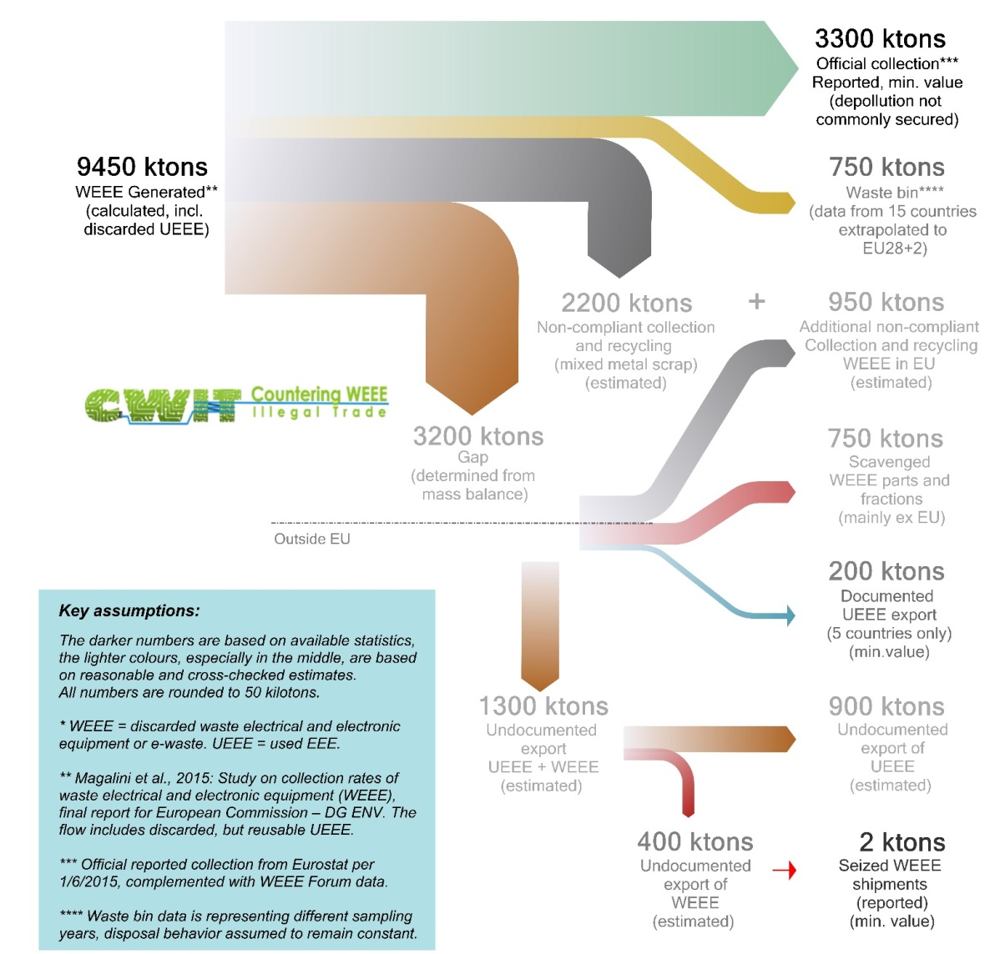 3300 ktons
Official collection***
Reported, min. value
(depollution not
commonly secured)
9450 ktons
WEEE Generated**
(calculated, incl.
discarded UEEE)
750 ktons
Waste bin****
(data from 15 countries
extrapolated to
EU28+2)
2200 ktons
Non-compliant collection
and recycling
(mixed metal scrap)
(estimated)
+
950 ktons
Additional non-compliant
Collection and recycling
WEEE in EU
(estimated)
CWIT
Countering WEEE
Illegal Trade
3200 ktons
Gap
(determined from
mass balance)
750 ktons
Scavenged
WEEE parts and
fractions
(mainly ex EU)
Outside EU
200 ktons
Documented
UEEE export
(5 countries only)
(min.value)
1300 ktons
Undocumented
export
UEEE + WEEE
(estimated)
900 ktons
Undocumented
export of
UEEE
(estimated)
400 ktons
Undocumented
export of
WEEE
(estimated)
2 ktons
Seized WEEE
shipments
(reported)
(min. value)
Key assumptions:
The darker numbers are based on available statistics,
the lighter colours, especially in the middle, are based
on reasonable and cross-checked estimates.
All numbers are rounded to 50 kilotons.
* WEEE = discarded waste electrical and electronic
equipment or e-waste. UEEE = used EEE.
** Magalini et al., 2015: Study on collection rates of
waste electrical and electronic equipment (WEEE),
final report for European Commission – DG ENV. The
flow includes discarded, but reusable UEEE.
*** Official reported collection from Eurostat per
1/6/2015, complemented with WEEE Forum data.
**** Waste bin data is representing different sampling
years, disposal behavior assumed to remain constant.